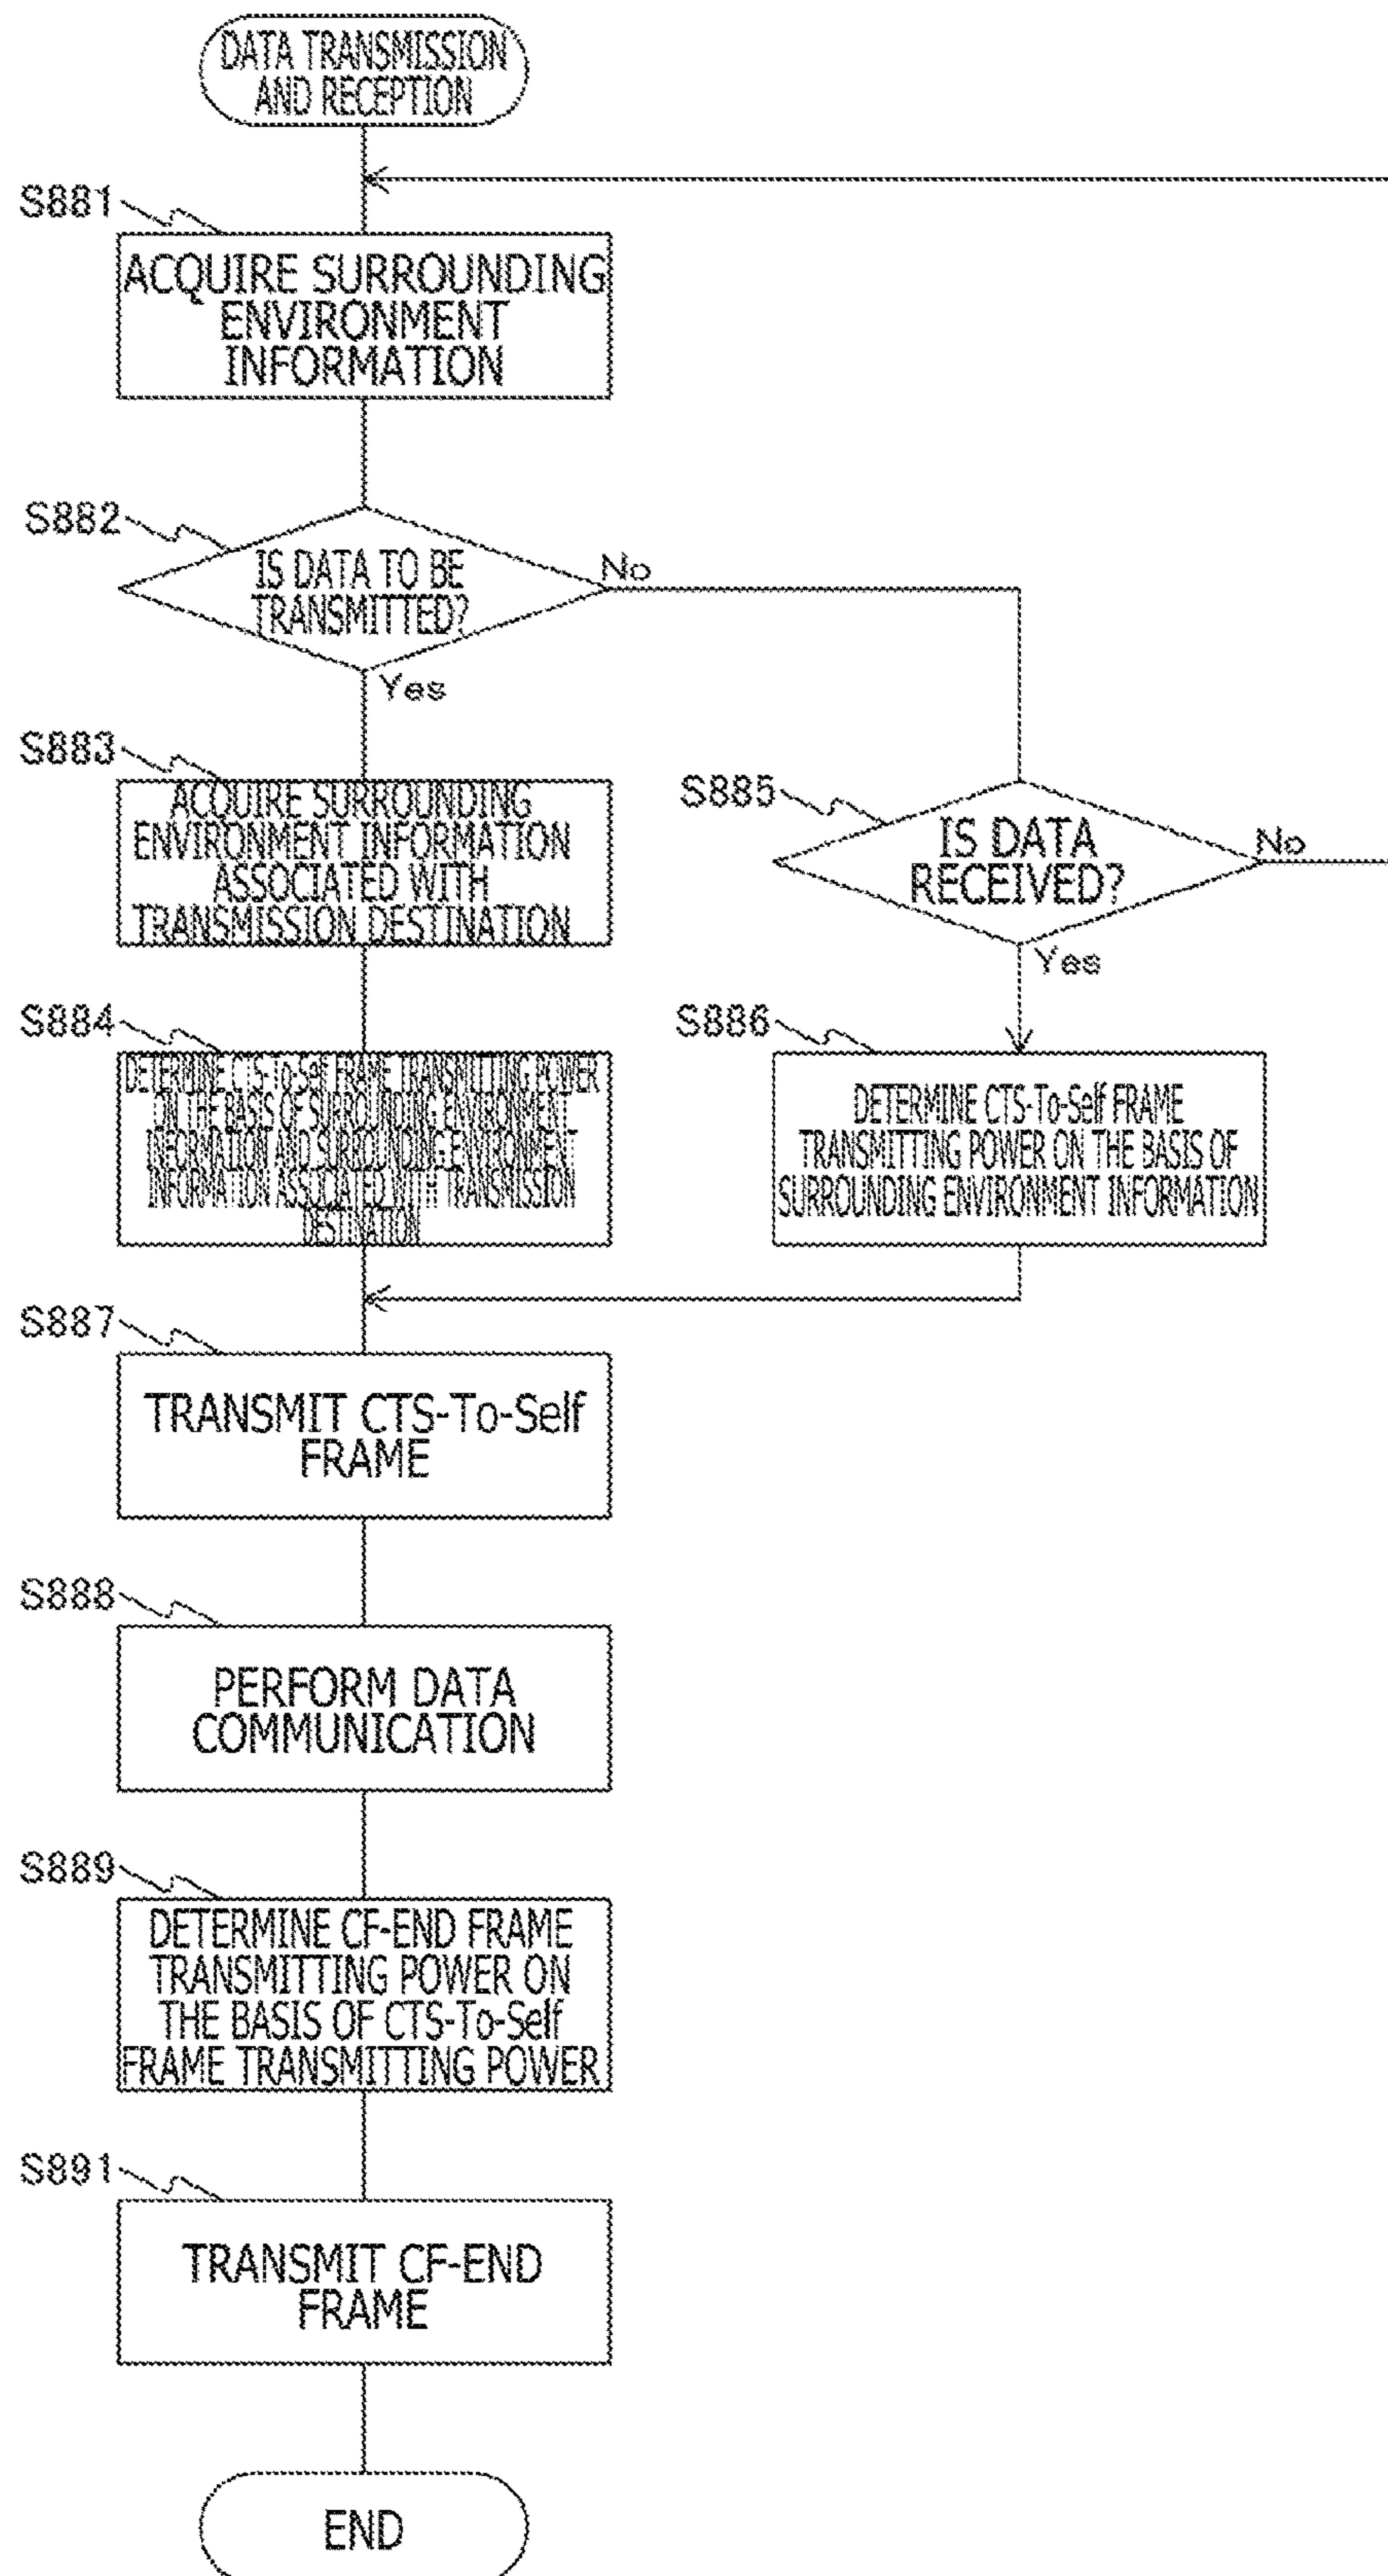 DATA TRANSMISSION
AND RECEPTION
S881
ACQUIRE SURROUNDING
ENVIRONMENT
INFORMATION
S882
IS DATA TO BE
TRANSMITTED?
No
Yes
S883
ACQUIRE SURROUNDING
ENVIRONMENT INFORMATION
ASSOCIATED WITH
TRANSMISSION DESTINATION
S885
IS DATA
RECEIVED?
No
Yes
S884
DETERMINE CTS-To-Self FRAME TRANSMITTING POWER
ON THE BASIS OF SURROUNDING ENVIRONMENT
INFORMATION AND SURROUNDING ENVIRONMENT
INFORMATION ASSOCIATED WITH TRANSMISSION
DESTINATION
S886
DETERMINE CTS-To-Self FRAME
TRANSMITTING POWER ON THE BASIS OF
SURROUNDING ENVIRONMENT INFORMATION
S887
TRANSMIT CTS-To-Self
FRAME
S888
PERFORM DATA
COMMUNICATION
S889
DETERMINE CF-END FRAME
TRANSMITTING POWER ON
THE BASIS OF CTS-To-Self
FRAME TRANSMITTING POWER
S891
TRANSMIT CF-END
FRAME
END